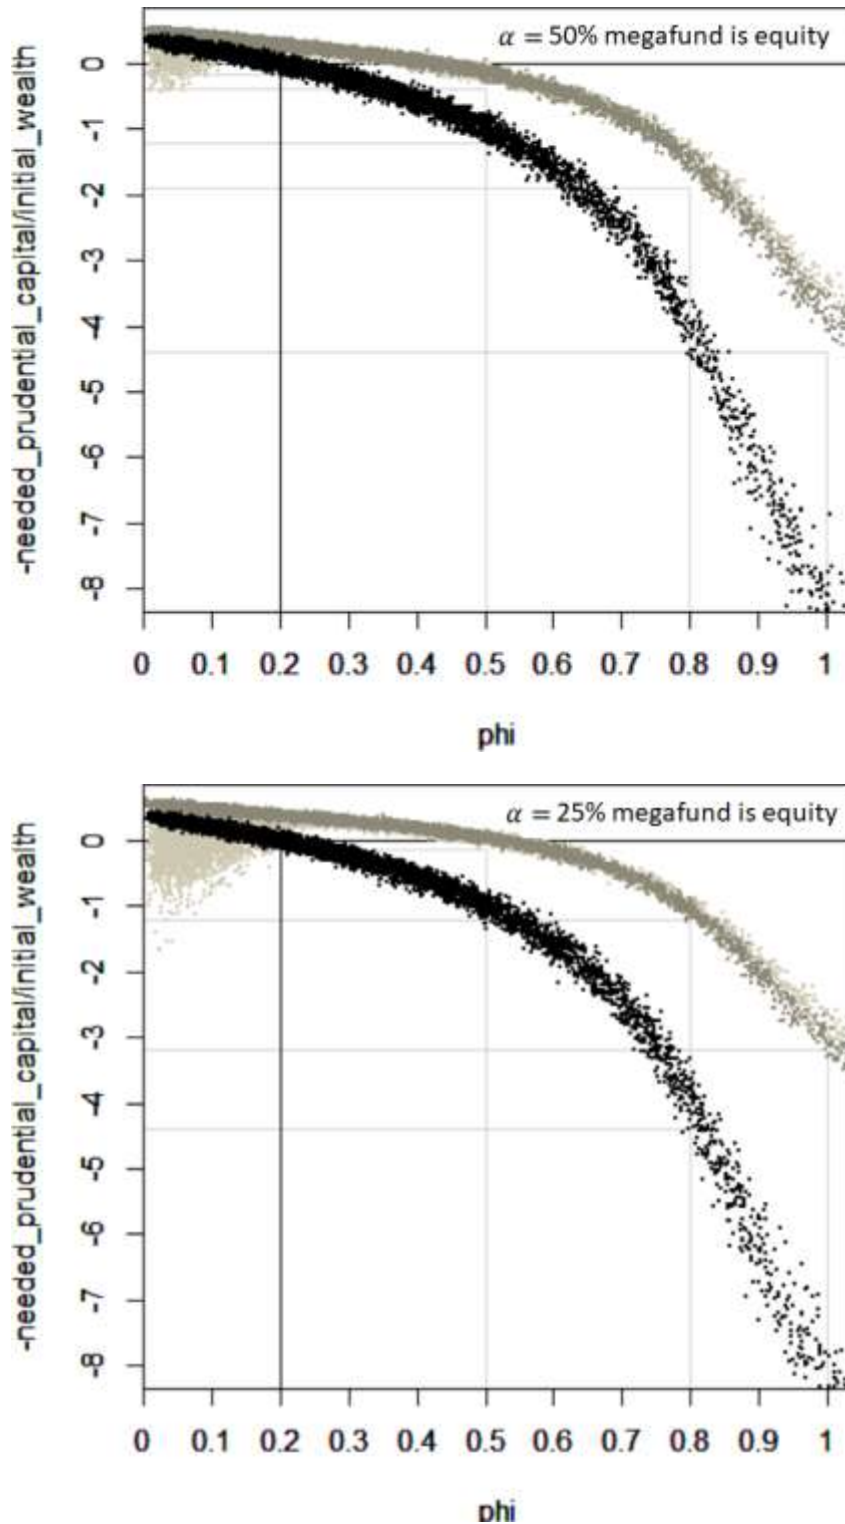 α = 50% megafund is equity
-needed_prudential_capital/initial_wealth
0
-1
-2
-3
-4
-5
-6
-7
-8
0 0.1 0.2 0.3 0.4 0.5 0.6 0.7 0.8 0.9 1
phi
α = 25% megafund is equity
-needed_prudential_capital/initial_wealth
0
-1
-2
-3
-4
-5
-6
-7
-8
0 0.1 0.2 0.3 0.4 0.5 0.6 0.7 0.8 0.9 1
phi